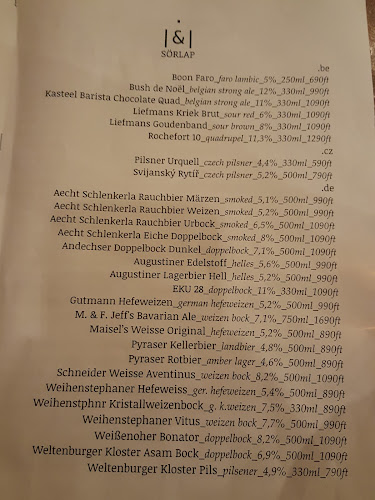 |&|
SÖRLAP
.be
Boon Faro_faro lambic_5%_250ml_690ft
Bush de Noël_belgian strong ale_12%_330ml_990ft
Kasteel Barista Chocolate Quad_belgian strong ale_11%_330ml_1090ft
Liefmans Kriek Brut_sour red_6%_330ml_1090ft
Liefmans Goudenband_sour brown_8%_330ml_1090ft
Rochefort 10_quadrupel_11,3%_330ml_1290ft
.cz
Pilsner Urquell_czech pilsner_4,4%_330ml_590ft
Svijanský Rytíř_czech pilsner_5,2%_500ml_790ft
.de
Aecht Schlenkerla Rauchbier Märzen_smoked_5,1%_500ml_990ft
Aecht Schlenkerla Rauchbier Weizen_smoked_5,2%_500ml_990ft
Aecht Schlenkerla Rauchbier Urbock_smoked_6,5%_500ml_1090ft
Aecht Schlenkerla Eiche Doppelbock_smoked_8%_500ml_1090ft
Andechser Doppelbock Dunkel_doppelbock_7,1%_500ml_1090ft
Augustiner Edelstoff_helles_5,6%_500ml_990ft
Augustiner Lagerbier Hell_helles_5,2%_500ml_990ft
EKU 28_doppelbock_11%_330ml_1090ft
Gutmann Hefeweizen_german hefeweizen_5,2%_500ml_990ft
M. & F. Jeff's Bavarian Ale_weizen bock_7,1%_750ml_1690ft
Maisel's Weisse Original_hefeweizen_5,2%_500ml_890ft
Pyraser Kellerbier_landbier_4,8%_500ml_890ft
Pyraser Rotbier_amber lager_4,6%_500ml_890ft
Schneider Weisse Aventinus_weizen bock_8,2%_500ml_1090ft
Weihenstephaner Hefeweiss_ger. hefeweizen_5,4%_500ml_890ft
Weihenstphnr Kristallweizenbock_g. k.weizen_7,5%_330ml_890ft
Weihenstephaner Vitus_weizen bock_7,7%_500ml_990ft
Weißenoher Bonator_doppelbock_8,2%_500ml_1090ft
Weltenburger Kloster Asam Bock_doppelbock_6,9%_500ml_1090ft
Weltenburger Kloster Pils_pilsener_4,9%_330ml_790ft